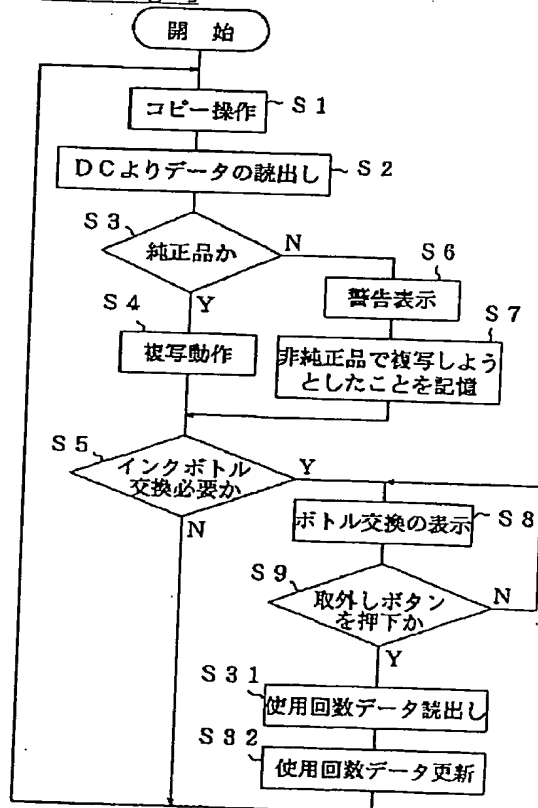 開 始
コピー操作
S1
DCよりデータの読出し
S2
S3
純正品か
N
Y
S6
警告表示
S4
複写動作
S7
非純正品で複写しよう
としたことを記憶
S5
インクボトル
交換必要か
Y
N
ボトル交換の表示
S8
S9
取外しボタン
を押下か
N
Y
S31
使用回数データ読出し
S32
使用回数データ更新